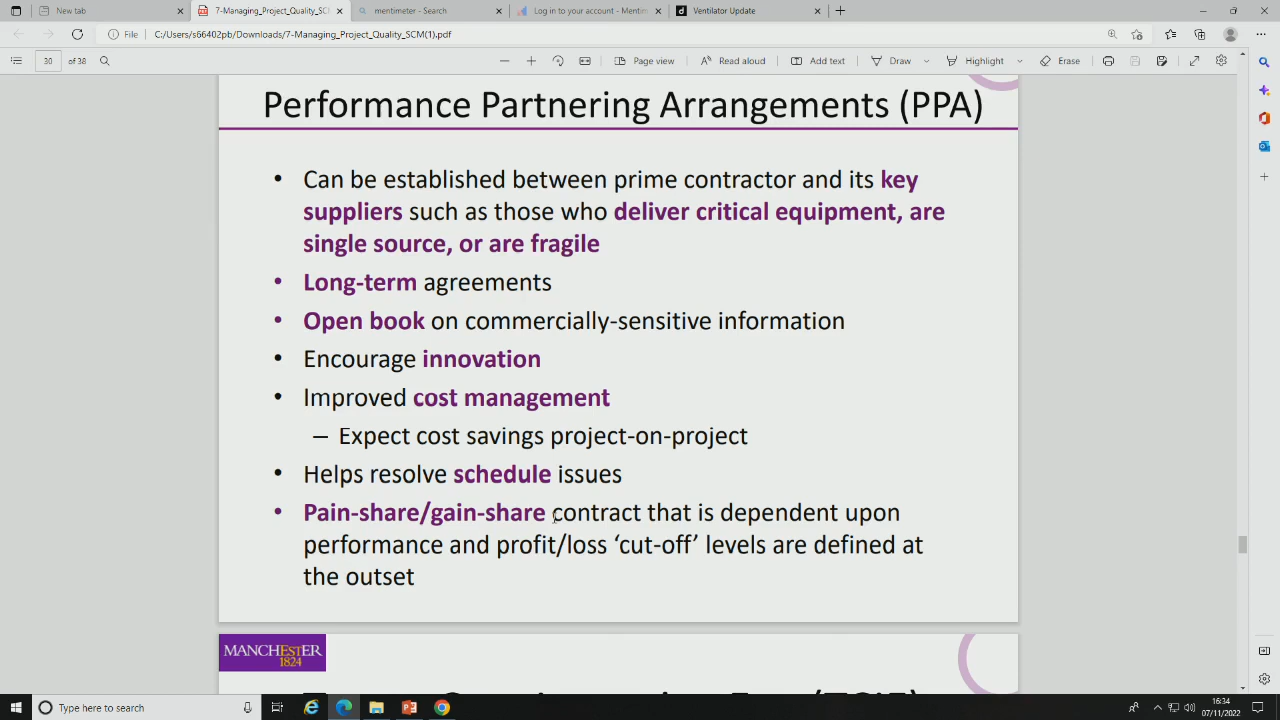 New tab
7-Managing_Project_Quality_SCM
mentimeter - Search
Log in to your account - Mentim
Ventilator Update
File
C:/Users/s66402pb/Downloads/7-Managing_Project_Quality_SCM(1).pdf
30 of 38
Page view
Read aloud
Add text
Draw
Highlight
Erase
Performance Partnering Arrangements (PPA)
• Can be established between prime contractor and its key
suppliers such as those who deliver critical equipment, are
single source, or are fragile
• Long-term agreements
• Open book on commercially-sensitive information
• Encourage innovation
• Improved cost management
– Expect cost savings project-on-project
• Helps resolve schedule issues
• Pain-share/gain-share contract that is dependent upon
performance and profit/loss ‘cut-off’ levels are defined at
the outset
MANCHESTER
1824
Type here to search
16:34
07/11/2022